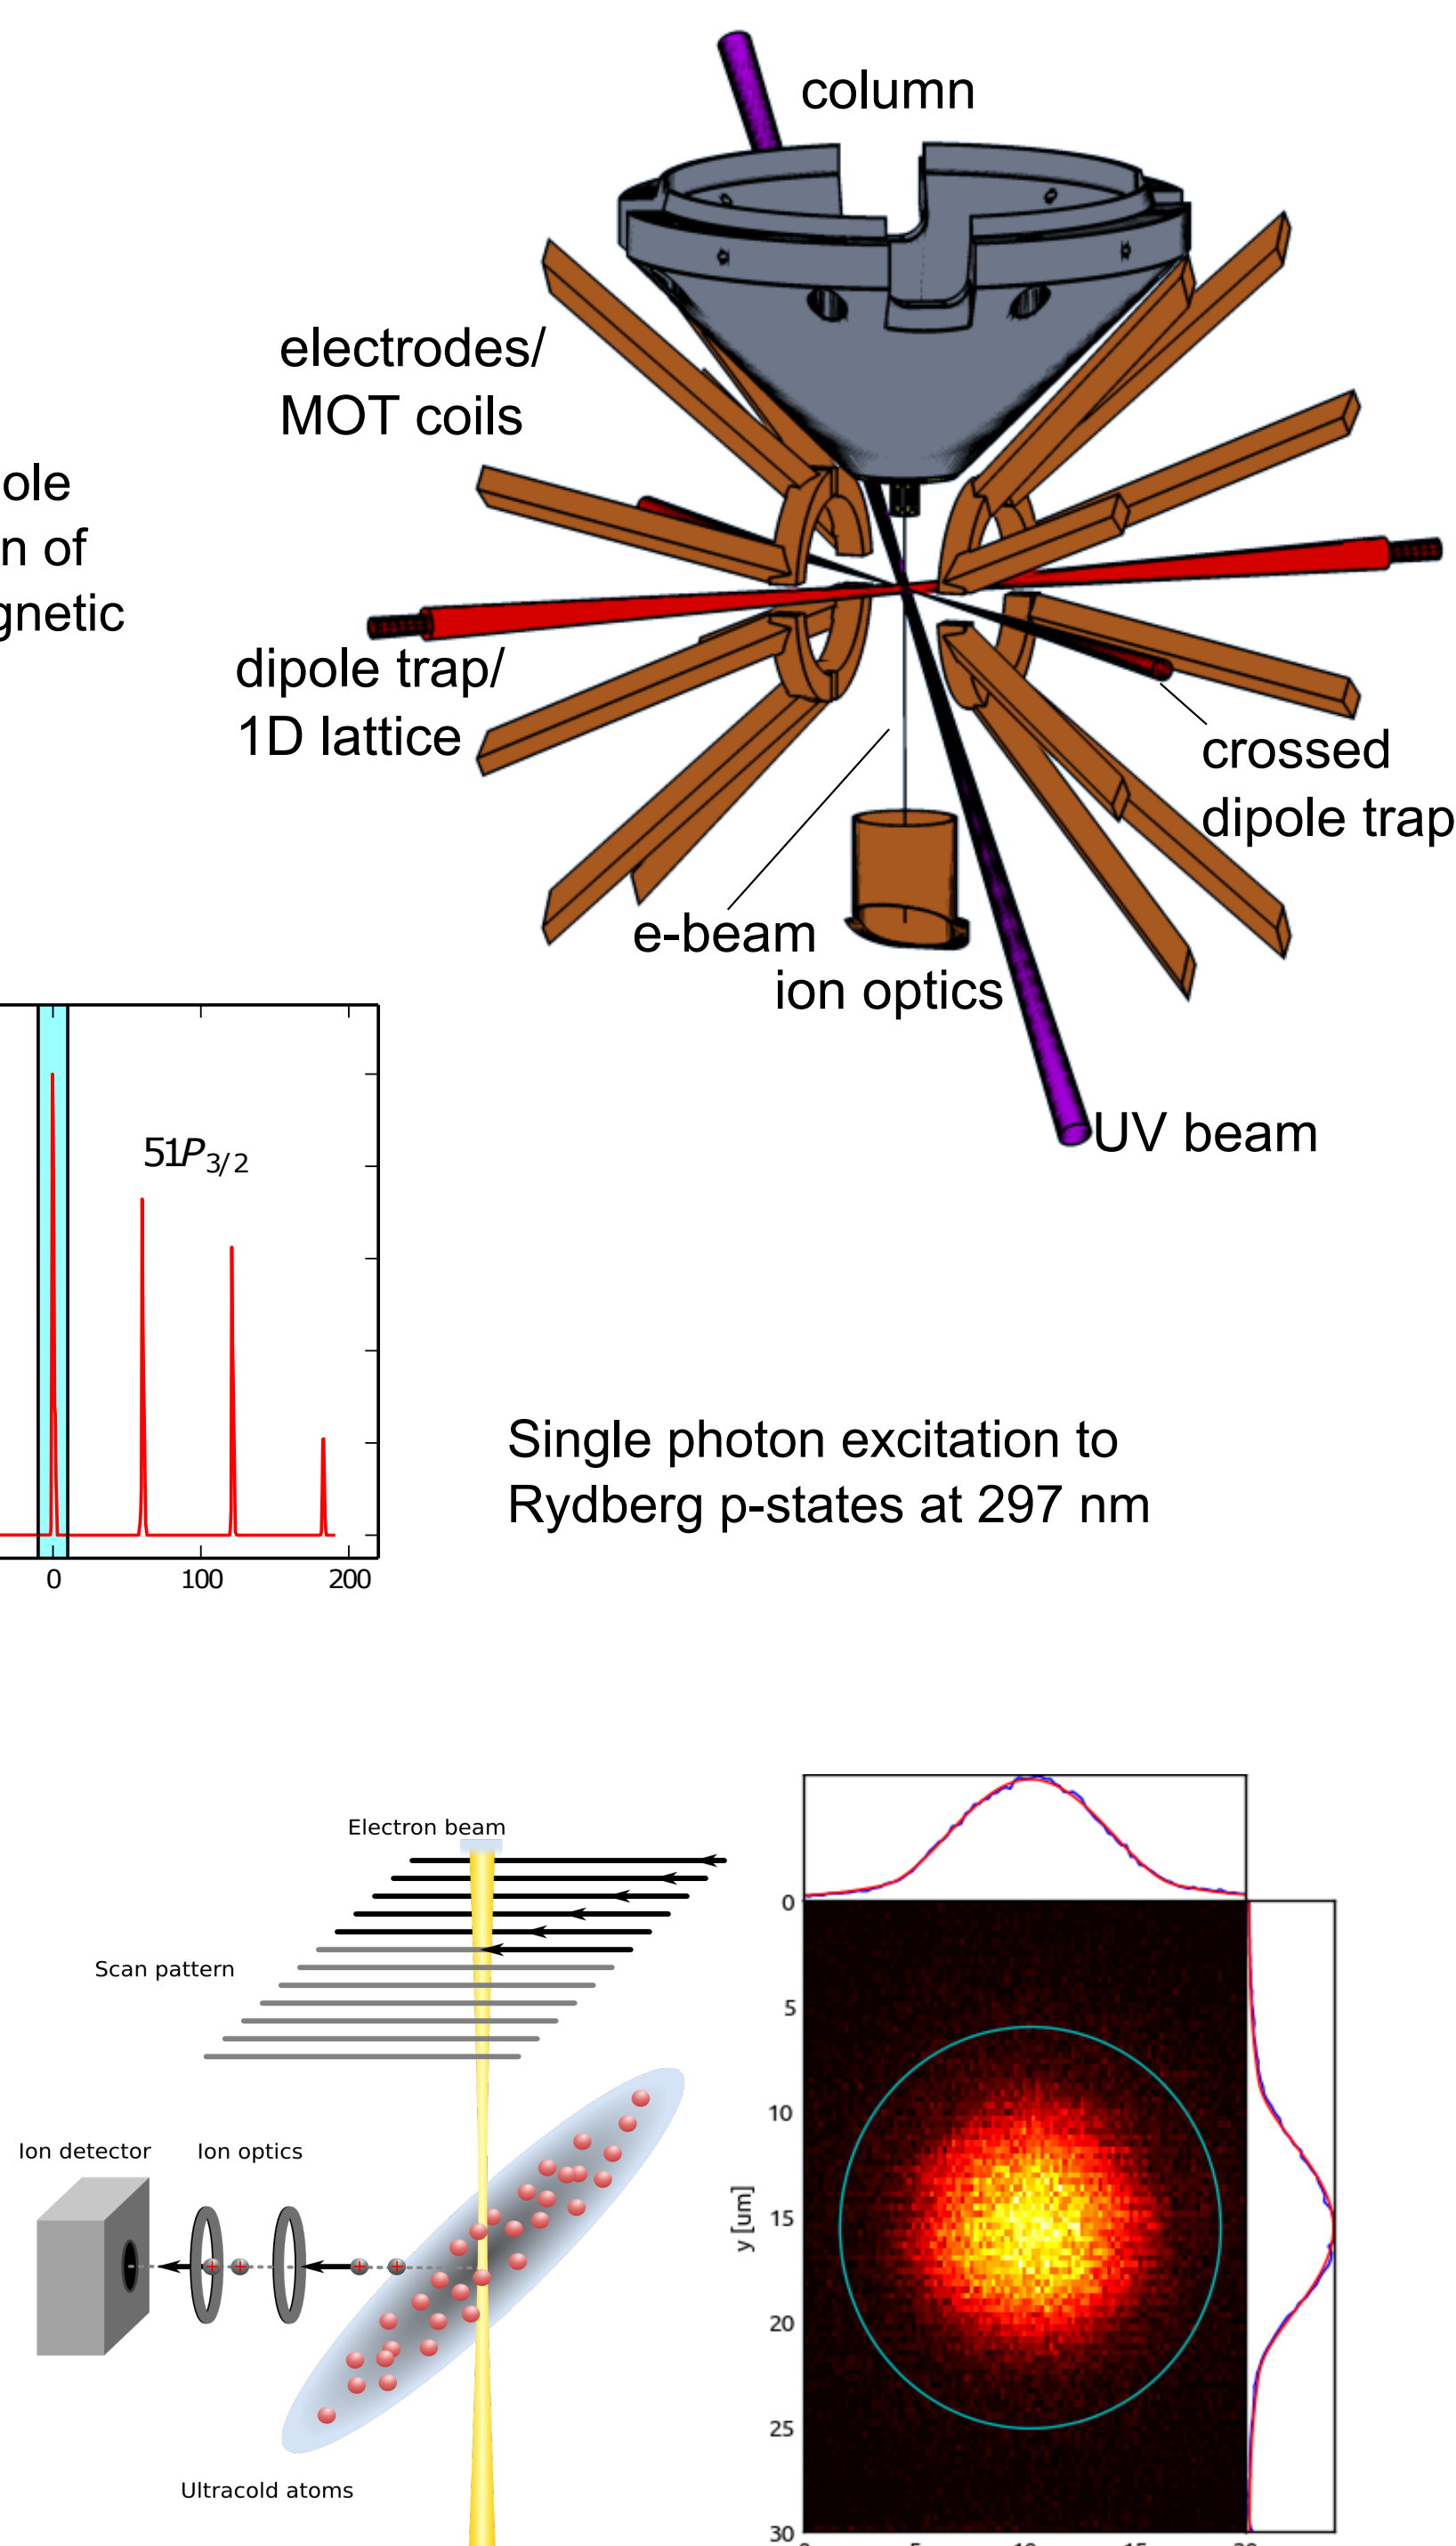 column
electrodes/
MOT coils
ole
n of
gnetic
dipole trap/
1D lattice
crossed
dipole trap
e-beam
ion optics
UV beam
51P3/2
0 100 200
Single photon excitation to
Rydberg p-states at 297 nm
Electron beam
Scan pattern
Ion detector Ion optics
Ultracold atoms
0
5
10
15
20
25
30
y [um]